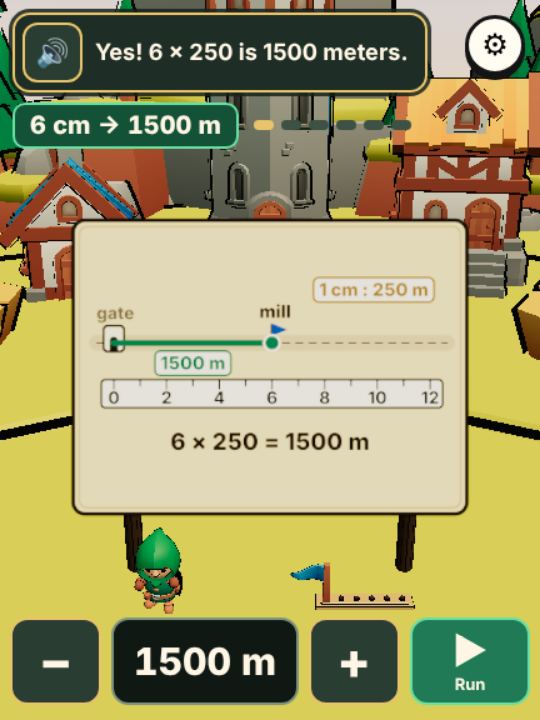 Yes! 6 × 250 is 1500 meters.
6 cm → 1500 m
1 cm : 250 m
gate
mill
1500 m
0 2 4 6 8 10 12
6 × 250 = 1500 m
−
1500 m
+
Run